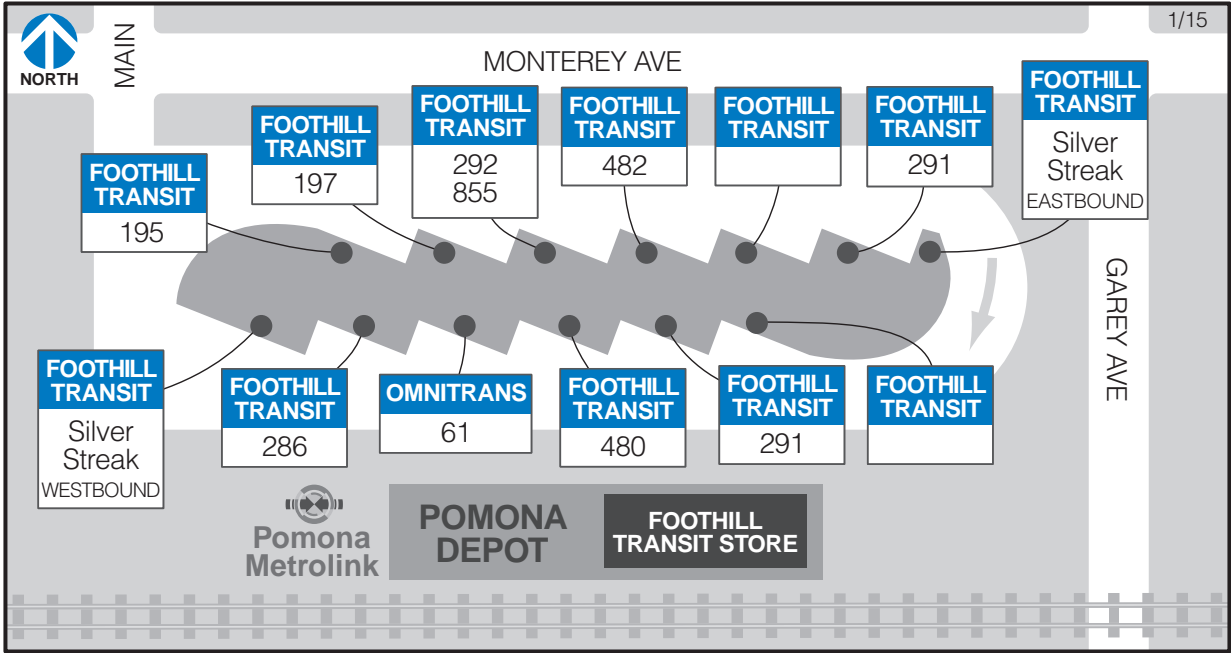 1/15
NORTH
MAIN
MONTEREY AVE
FOOTHILL
TRANSIT
195
FOOTHILL
TRANSIT
197
FOOTHILL
TRANSIT
292
855
FOOTHILL
TRANSIT
482
FOOTHILL
TRANSIT
FOOTHILL
TRANSIT
291
FOOTHILL
TRANSIT
Silver
Streak
EASTBOUND
GAREY AVE
FOOTHILL
TRANSIT
Silver
Streak
WESTBOUND
FOOTHILL
TRANSIT
286
OMNITRANS
61
FOOTHILL
TRANSIT
480
FOOTHILL
TRANSIT
291
FOOTHILL
TRANSIT
Pomona
Metrolink
POMONA
DEPOT
FOOTHILL
TRANSIT STORE